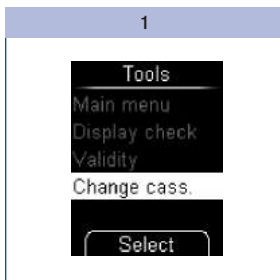 1
Tools
Main menu
Display check
Validity
Change cass.
Select